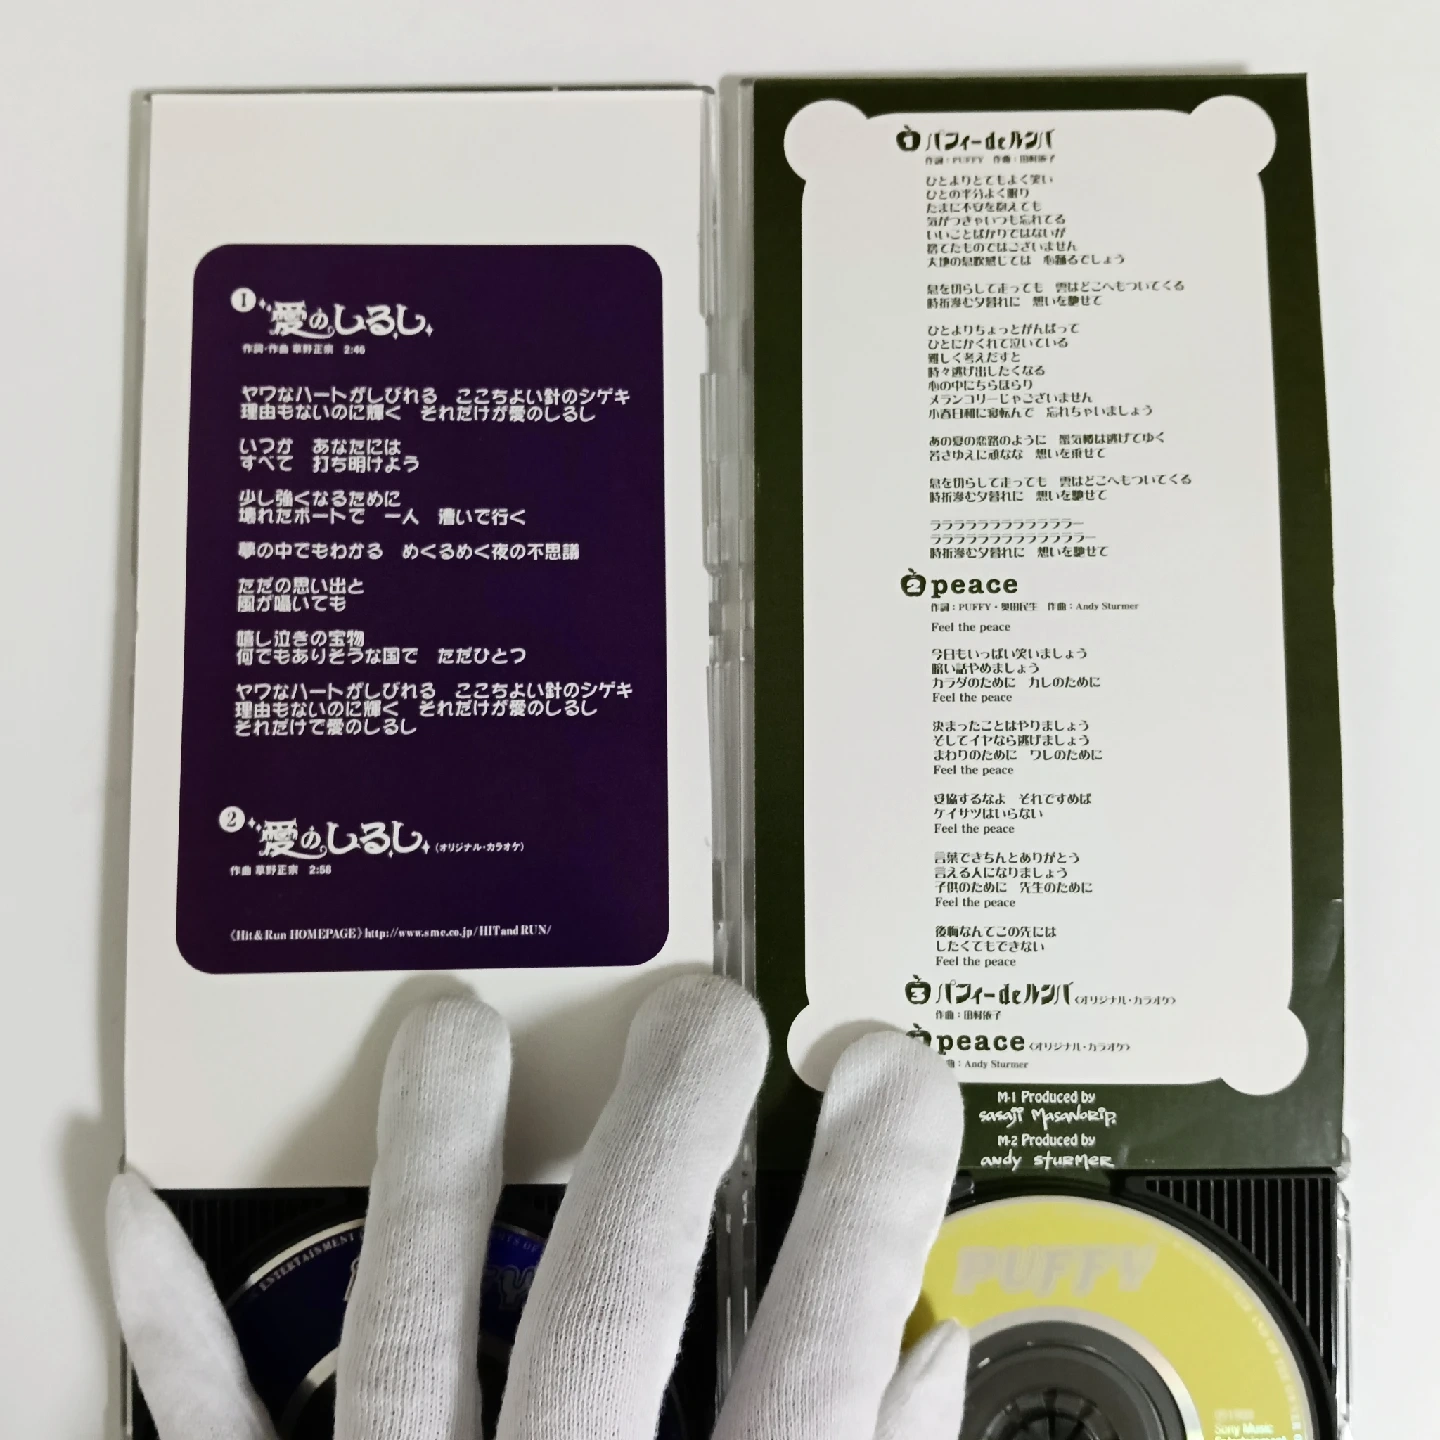 1 愛のしるし
作詞・作曲 草野正宗 2:46
ヤワなハートがしびれる ここちよい針のシゲキ
理由もないのに輝く それだけが愛のしるし
いつか あなたには
すべて 打ち明けよう
少し強くなるために
壊れたボートで 一人 漕いで行く
夢の中でもわかる めくるめく夜の不思議
ただの思い出と
風が囁いても
嬉し泣きの宝物
何でもありそうな国で ただひとつ
ヤワなハートがしびれる ここちよい針のシゲキ
理由もないのに輝く それだけが愛のしるし
それだけで愛のしるし
2 愛のしるし (オリジナル・カラオケ)
作曲 草野正宗 2:56
《Hit & Run HOMEPAGE》http://www.sme.co.jp/HITandRUN/
ENTERTAINMENT
1 パフィーdeルンバ
作詞：PUFFY 作曲：田村依子
ひとよりとてもよく笑い
ひとの半分よく眠り
たまに不安を抱えても
気がつきゃいつも忘れてる
いいことばかりではないが
捨てたものではございません
大地の息吹感じては 心踊るでしょう
息を切らして走っても 雲はどこへもついてくる
時折滲む夕暮れに 想いを馳せて
ひとよりちょっとがんばって
ひとにかくれて泣いている
難しく考えだすと
時々逃げ出したくなる
心の中にちらほらり
メランコリーじゃございません
小春日和に寝転んで 忘れちゃいましょう
あの夏の恋路のように 蜃気楼は逃げてゆく
若さゆえに頑なな 想いを乗せて
息を切らして走っても 雲はどこへもついてくる
時折滲む夕暮れに 想いを馳せて
ラララララララララララー
ララララララララララララー
時折滲む夕暮れに 想いを馳せて
2 peace
作詞：PUFFY・奥田民生 作曲：Andy Sturmer
Feel the peace
今日もいっぱい笑いましょう
暗い話やめましょう
カラダのために カレのために
Feel the peace
決まったことはやりましょう
そしてイヤなら逃げましょう
まわりのために ワレのために
Feel the peace
妥協するなよ それですめば
ケイサツはいらない
Feel the peace
言葉できちんとありがとう
言える人になりましょう
子供のために 先生のために
Feel the peace
後悔なんてこの先には
したくてもできない
Feel the peace
3 パフィーdeルンバ〈オリジナル・カラオケ〉
作曲：田村依子
peace〈オリジナル・カラオケ〉
曲：Andy Sturmer
M-1 Produced by
sasaji Masanori
M-2 Produced by
andy sturmer
PUFFY
Sony Music